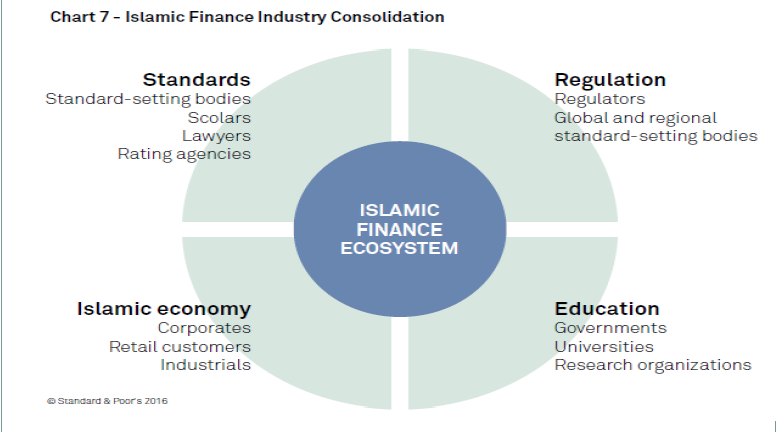 Chart 7 - Islamic Finance Industry Consolidation
Standards
Standard-setting bodies
Scolars
Lawyers
Rating agencies
Regulation
Regulators
Global and regional
standard-setting bodies
ISLAMIC
FINANCE
ECOSYSTEM
Islamic economy
Corporates
Retail customers
Industrials
Education
Governments
Universities
Research organizations
© Standard & Poor's 2016